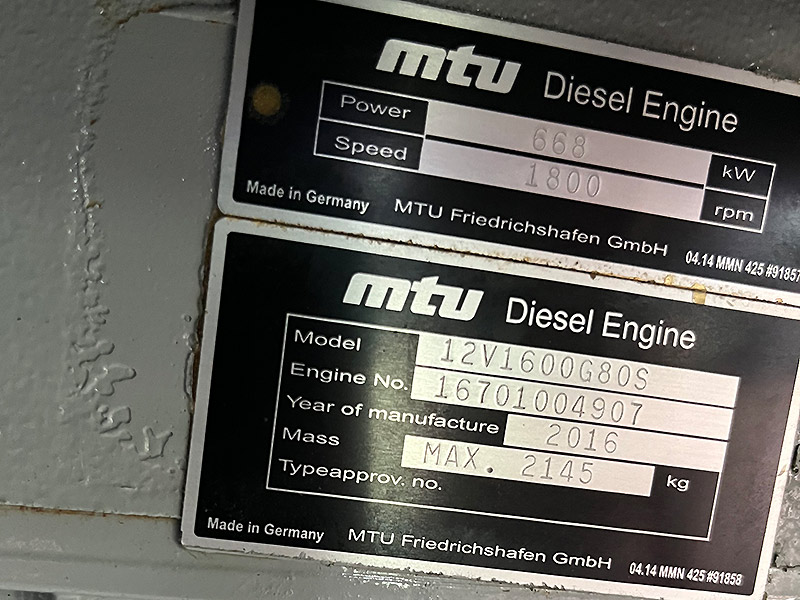 mtu Diesel Engine
Power 668 kW
Speed 1800 rpm
Made in Germany MTU Friedrichshafen GmbH 04.14 MMN 425 #91857
mtu Diesel Engine
Model 12V1600G80S
Engine No. 16701004907
Year of manufacture 2016
Mass MAX. 2145 kg
Typeapprov. no.
Made in Germany MTU Friedrichshafen GmbH 04.14 MMN 425 #91858